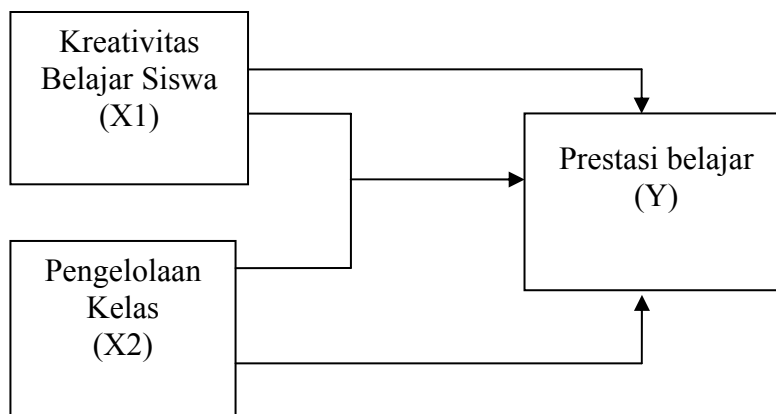 Kreativitas
Belajar Siswa
(X1)
Prestasi belajar
(Y)
Pengelolaan
Kelas
(X2)